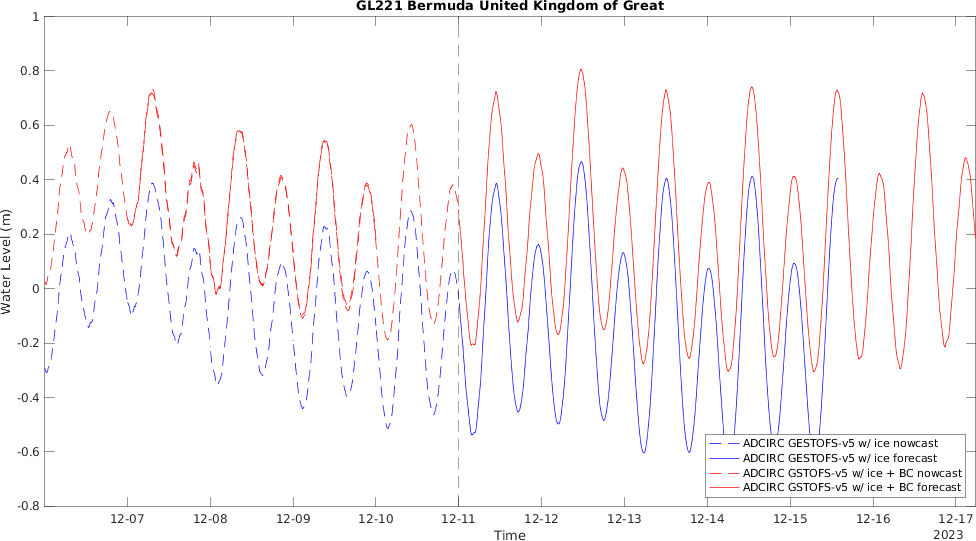 GL221 Bermuda United Kingdom of Great
1
0.8
0.6
0.4
0.2
0
-0.2
-0.4
-0.6
-0.8
Water Level (m)
ADCIRC GESTOFS-v5 w/ ice nowcast
ADCIRC GESTOFS-v5 w/ ice forecast
ADCIRC GSTOFS-v5 w/ ice + BC nowcast
ADCIRC GSTOFS-v5 w/ ice + BC forecast
12-07 12-08 12-09 12-10 12-11 12-12 12-13 12-14 12-15 12-16 12-17
Time
2023